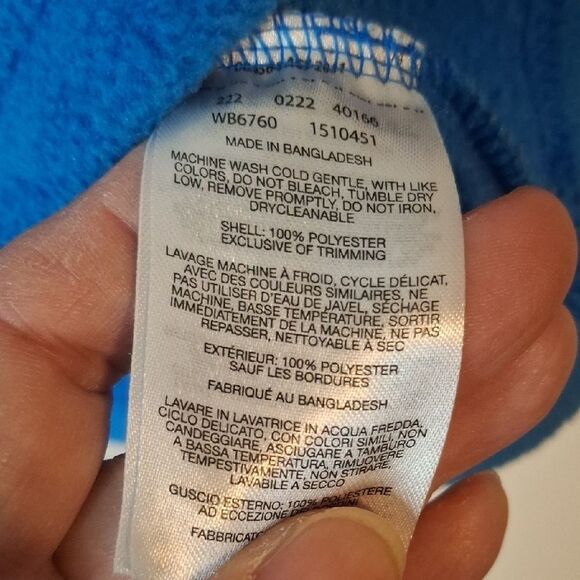 222 0222 40166
WB6760 1510451
MADE IN BANGLADESH
MACHINE WASH COLD GENTLE, WITH LIKE
COLORS, DO NOT BLEACH, TUMBLE DRY
LOW, REMOVE PROMPTLY, DO NOT IRON,
DRYCLEANABLE
SHELL: 100% POLYESTER
EXCLUSIVE OF TRIMMING
LAVAGE MACHINE À FROID, CYCLE DÉLICAT,
AVEC DES COULEURS SIMILAIRES, NE
PAS UTILISER D'EAU DE JAVEL, SÉCHAGE
MACHINE, BASSE TEMPÉRATURE, SORTIR
IMMÉDIATEMENT DE LA MACHINE, NE PAS
REPASSER, NETTOYABLE À SEC
EXTÉRIEUR: 100% POLYESTER
SAUF LES BORDURES
FABRIQUÉ AU BANGLADESH
LAVARE IN LAVATRICE IN ACQUA FREDDA,
CICLO DELICATO, CON COLORI SIMILI, NON
CANDEGGIARE, ASCIUGARE A TAMBURO
A BASSA TEMPERATURA, RIMUOVERE
TEMPESTIVAMENTE, NON STIRARE,
LAVABILE A SECCO
GUSCIO ESTERNO: 100% POLIESTERE
AD ECCEZIONE